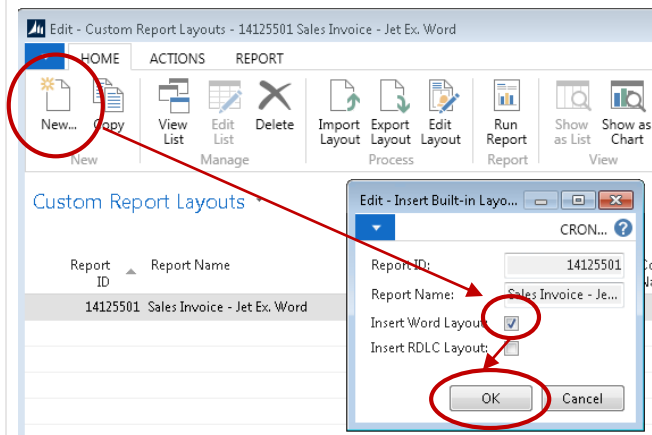 Edit - Custom Report Layouts - 14125501 Sales Invoice - Jet Ex. Word
HOME ACTIONS REPORT
New... Copy View List Edit List Delete Import Layout Export Layout Edit Layout Run Report Show as List Show as Chart
New Manage Process Report View
Custom Report Layouts
Edit - Insert Built-in Layo...
CRON...
Report ID: 14125501
Report Name: Sales Invoice - Je...
Insert Word Layout:
Insert RDLC Layout:
OK Cancel
Report ID Report Name
14125501 Sales Invoice - Jet Ex. Word